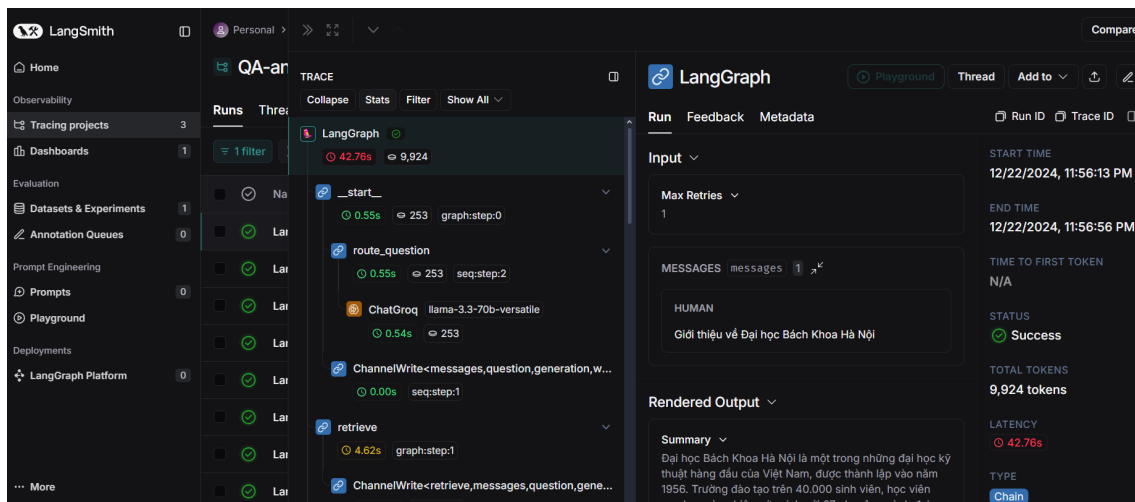 LangSmith
Home
Observability
Tracing projects 3
Dashboards 1
Evaluation
Datasets & Experiments 1
Annotation Queues 0
Prompt Engineering
Prompts 0
Playground
Deployments
LangGraph Platform 0
More
Personal
QA-an
Runs Threa
1 filter
Na
Lan
Lar
Lar
Lar
Lar
Lar
Lar
Lar
TRACE
Collapse Stats Filter Show All
LangGraph
42.76s 9,924
__start__
0.55s 253 graph:step:0
route_question
0.55s 253 seq:step:2
ChatGroq llama-3.3-70b-versatile
0.54s 253
ChannelWrite<messages,question,generation,w...
0.00s seq:step:1
retrieve
4.62s graph:step:1
ChannelWrite<retrieve,messages,question,gene...
Compare
LangGraph
Playground Thread Add to
Run Feedback Metadata
Run ID Trace ID
Input
Max Retries
1
MESSAGES messages 1
HUMAN
Giới thiệu về Đại học Bách Khoa Hà Nội
Rendered Output
Summary
Đại học Bách Khoa Hà Nội là một trong những đại học kỹ
thuật hàng đầu của Việt Nam, được thành lập vào năm
1956. Trường đào tạo trên 40.000 sinh viên, học viên
START TIME
12/22/2024, 11:56:13 PM
END TIME
12/22/2024, 11:56:56 PM
TIME TO FIRST TOKEN
N/A
STATUS
Success
TOTAL TOKENS
9,924 tokens
LATENCY
42.76s
TYPE
Chain